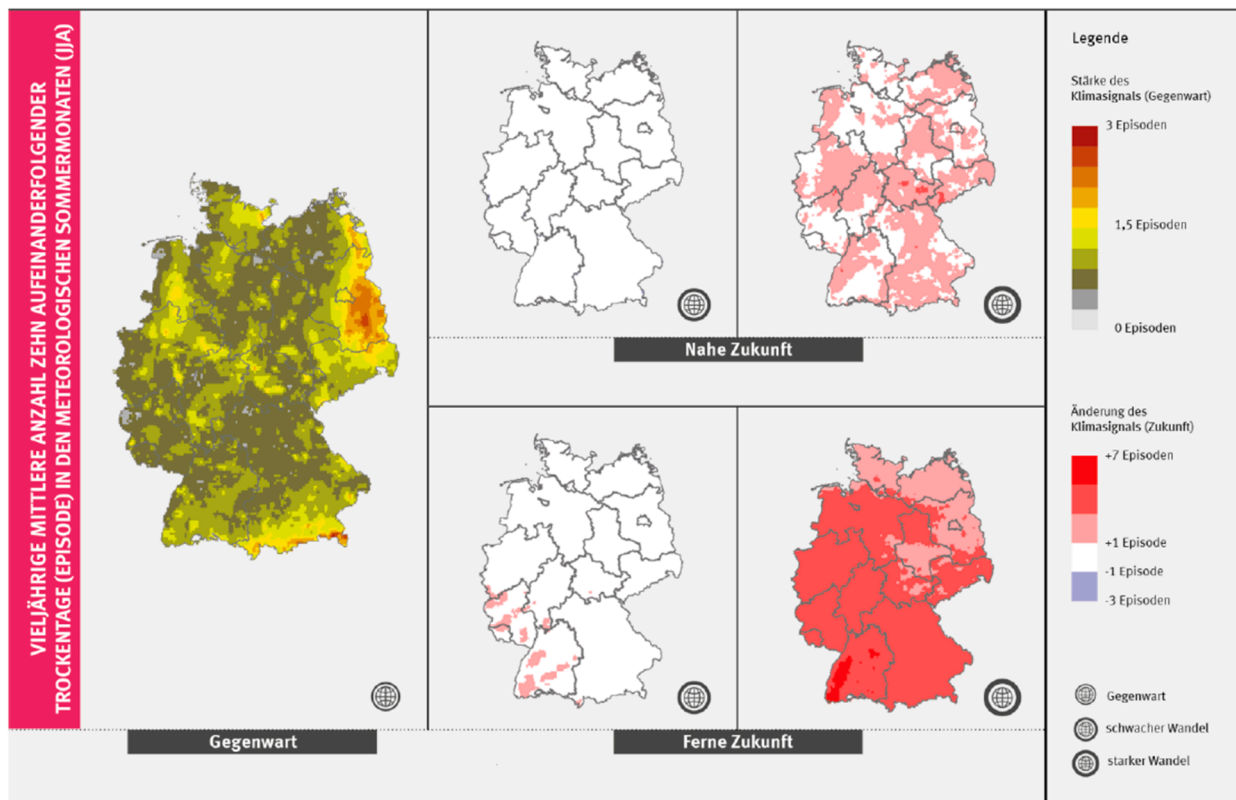 VIELJÄHRIGE MITTLERE ANZAHL ZEHN AUFEINANDERFOLGENDER
TROCKENTAGE (EPISODE) IN DEN METEOROLOGISCHEN SOMMERMONATEN (JJA)
Gegenwart
Nahe Zukunft
Ferne Zukunft
Legende
Stärke des
Klimasignals (Gegenwart)
3 Episoden
1,5 Episoden
0 Episoden
Änderung des
Klimasignals (Zukunft)
+7 Episoden
+1 Episode
-1 Episode
-3 Episoden
Gegenwart
schwacher Wandel
starker Wandel